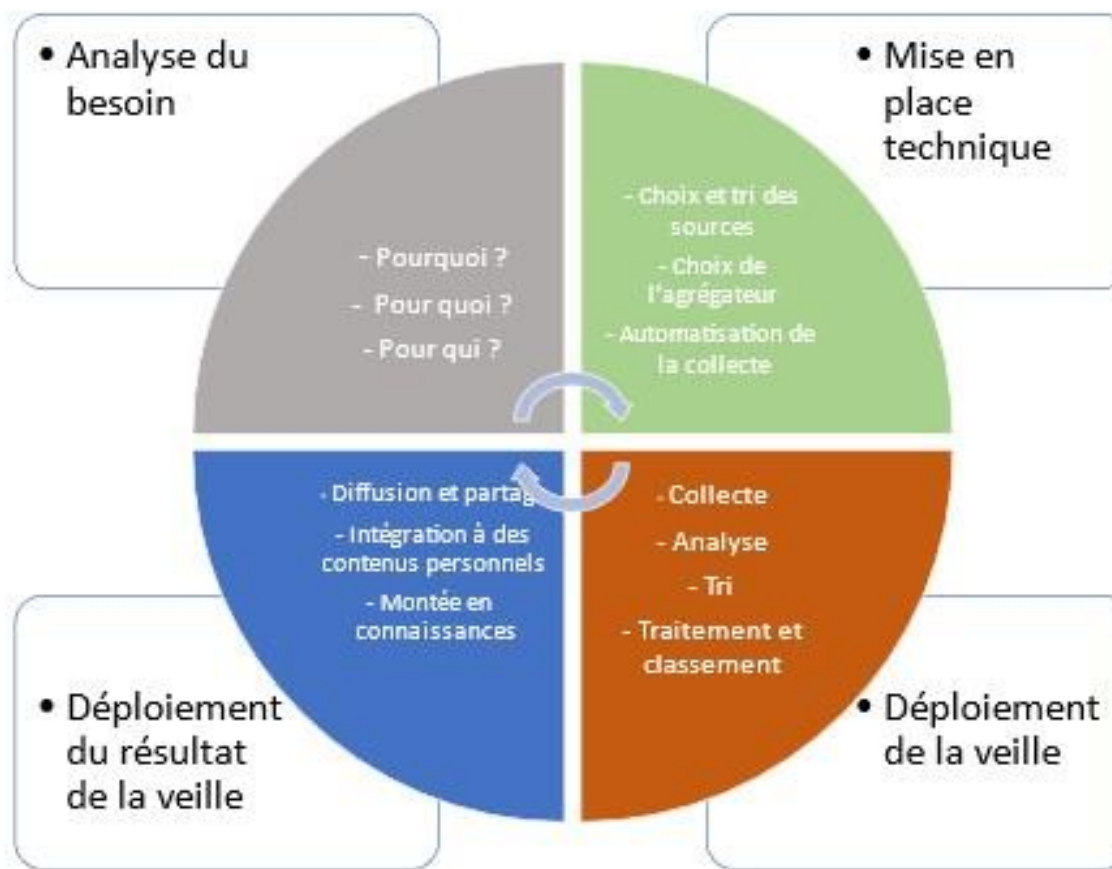 • Analyse du
besoin
- Pourquoi ?
- Pour quoi ?
- Pour qui ?
• Mise en
place
technique
- Choix et tri des
sources
- Choix de
l'agrégateur
- Automatisation de
la collecte
- Collecte
- Analyse
- Tri
- Traitement et
classement
• Déploiement
de la veille
- Diffusion et partag
- Intégration à des
contenus personnels
- Montée en
connaissances
• Déploiement
du résultat
de la veille